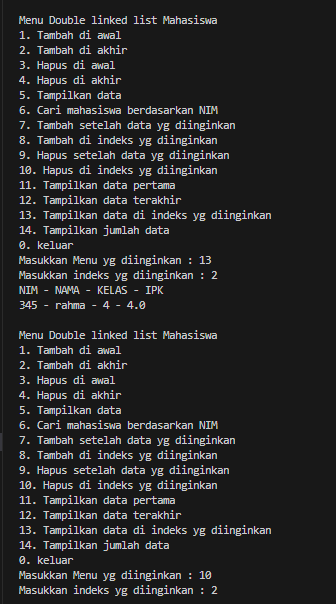 Menu Double linked list Mahasiswa
1. Tambah di awal
2. Tambah di akhir
3. Hapus di awal
4. Hapus di akhir
5. Tampilkan data
6. Cari mahasiswa berdasarkan NIM
7. Tambah setelah data yg diinginkan
8. Tambah di indeks yg diinginkan
9. Hapus setelah data yg diinginkan
10. Hapus di indeks yg diinginkan
11. Tampilkan data pertama
12. Tampilkan data terakhir
13. Tampilkan data di indeks yg diinginkan
14. Tampilkan jumlah data
0. keluar
Masukkan Menu yg diinginkan : 13
Masukkan indeks yg diinginkan : 2
NIM - NAMA - KELAS - IPK
345 - rahma - 4 - 4.0
Menu Double linked list Mahasiswa
1. Tambah di awal
2. Tambah di akhir
3. Hapus di awal
4. Hapus di akhir
5. Tampilkan data
6. Cari mahasiswa berdasarkan NIM
7. Tambah setelah data yg diinginkan
8. Tambah di indeks yg diinginkan
9. Hapus setelah data yg diinginkan
10. Hapus di indeks yg diinginkan
11. Tampilkan data pertama
12. Tampilkan data terakhir
13. Tampilkan data di indeks yg diinginkan
14. Tampilkan jumlah data
0. keluar
Masukkan Menu yg diinginkan : 10
Masukkan indeks yg diinginkan : 2